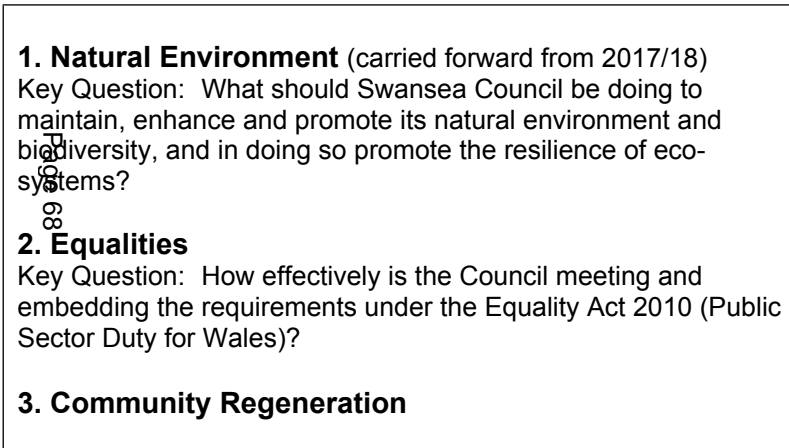 1. Natural Environment (carried forward from 2017/18)
Key Question:  What should Swansea Council be doing to
maintain, enhance and promote its natural environment and
biodiversity, and in doing so promote the resilience of eco-
systems?
Page 68
2. Equalities
Key Question:  How effectively is the Council meeting and
embedding the requirements under the Equality Act 2010 (Public
Sector Duty for Wales)?
3. Community Regeneration